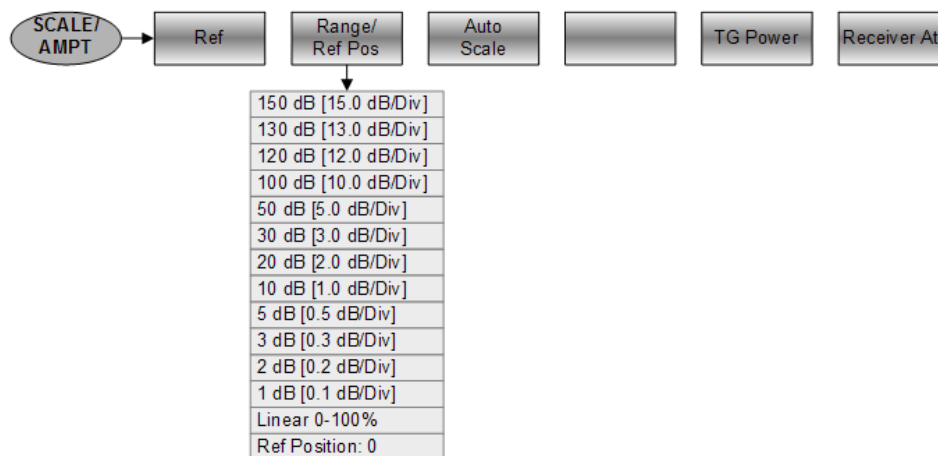 SCALE/
AMPT
Ref
Range/
Ref Pos
Auto
Scale
TG Power
Receiver At
150 dB [15.0 dB/Div]
130 dB [13.0 dB/Div]
120 dB [12.0 dB/Div]
100 dB [10.0 dB/Div]
50 dB [5.0 dB/Div]
30 dB [3.0 dB/Div]
20 dB [2.0 dB/Div]
10 dB [1.0 dB/Div]
5 dB [0.5 dB/Div]
3 dB [0.3 dB/Div]
2 dB [0.2 dB/Div]
1 dB [0.1 dB/Div]
Linear 0-100%
Ref Position: 0